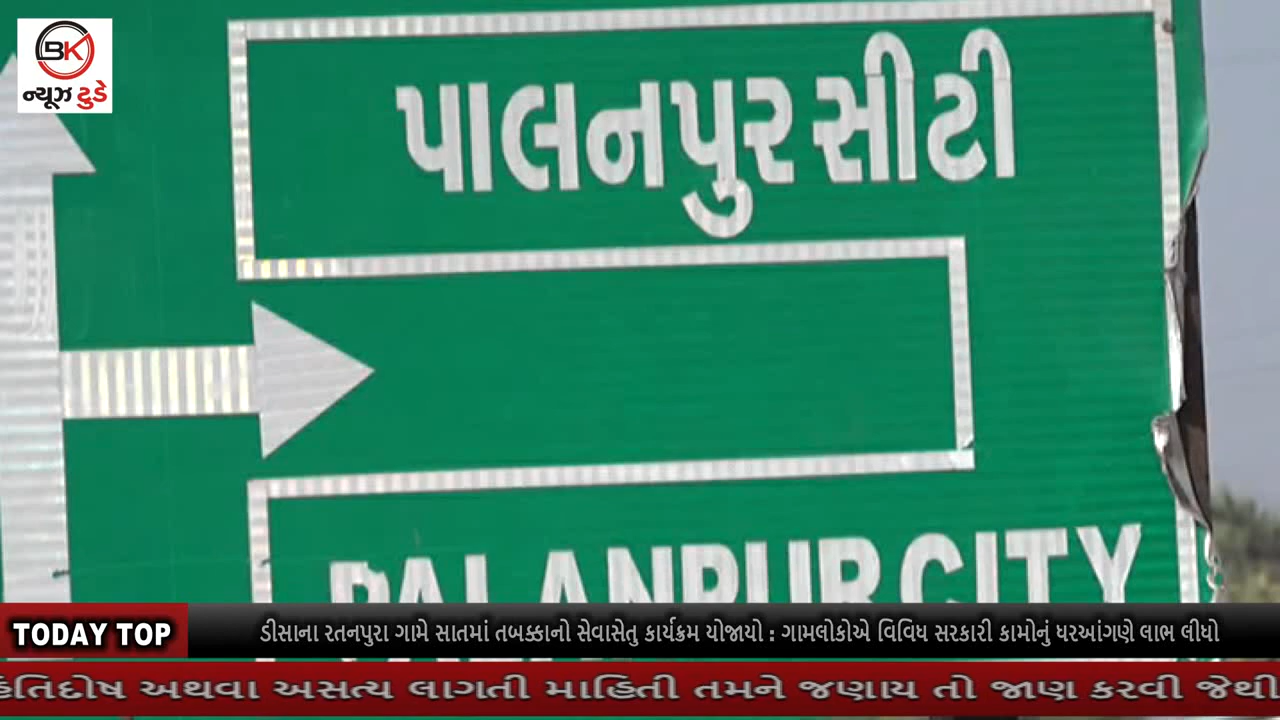 BK
ન્યૂઝ ટુડે
પાલનપુર સીટી
PALANPUR CITY
TODAY TOP
ડીસાના રતનપુરા ગામે સાતમાં તબક્કાનો સેવાસેતુ કાર્યક્રમ યોજાયો : ગામલોકોએ વિવિધ સરકારી કામોનું ધરઆંગણે લાભ લીધો
અથવા અસત્ય લાગતી માહિતી તમને જણાય તો જાણ કરવી જેથી